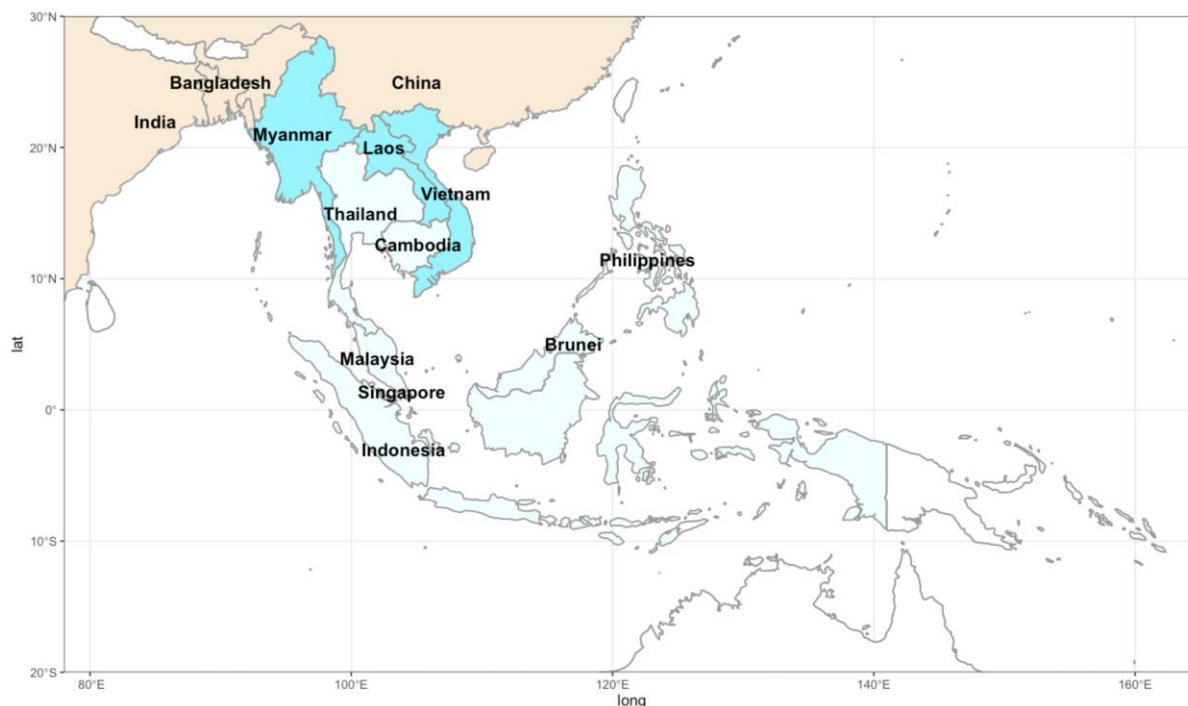 30°N
Bangladesh
China
India
Myanmar
20°N
Laos
Vietnam
Thailand
Cambodia
Philippines
10°N
lat
Brunei
Malaysia
Singapore
0°
Indonesia
10°S
20°S
80°E
100°E
120°E
140°E
160°E
long